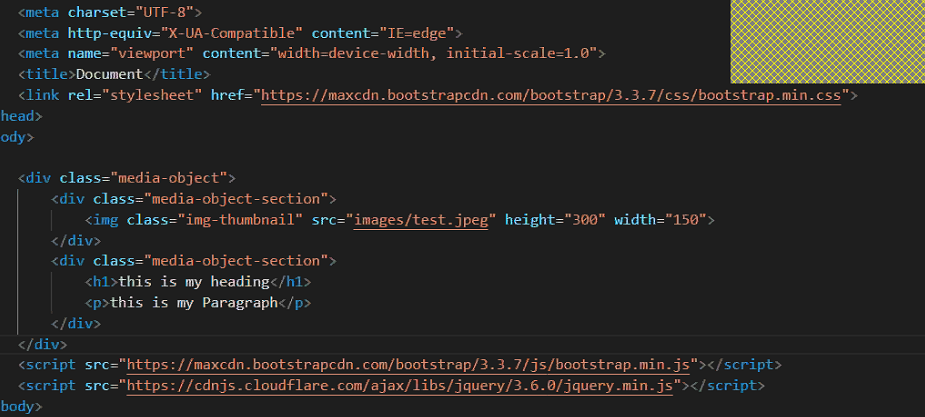 <meta charset="UTF-8">
<meta http-equiv="X-UA-Compatible" content="IE=edge">
<meta name="viewport" content="width=device-width, initial-scale=1.0">
<title>Document</title>
<link rel="stylesheet" href="https://maxcdn.bootstrapcdn.com/bootstrap/3.3.7/css/bootstrap.min.css">
head>
ody>
<div class="media-object">
<div class="media-object-section">
<img class="img-thumbnail" src="images/test.jpeg" height="300" width="150">
</div>
<div class="media-object-section">
<h1>this is my heading</h1>
<p>this is my Paragraph</p>
</div>
</div>
<script src="https://maxcdn.bootstrapcdn.com/bootstrap/3.3.7/js/bootstrap.min.js"></script>
<script src="https://cdnjs.cloudflare.com/ajax/libs/jquery/3.6.0/jquery.min.js"></script>
body>